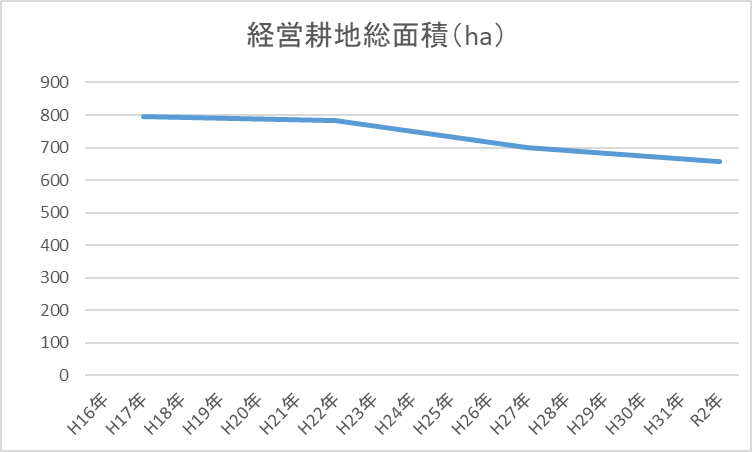 経営耕地総面積（ha）
900
800
700
600
500
400
300
200
100
0
H16年
H17年
H18年
H19年
H20年
H21年
H22年
H23年
H24年
H25年
H26年
H27年
H28年
H29年
H30年
H31年
R2年